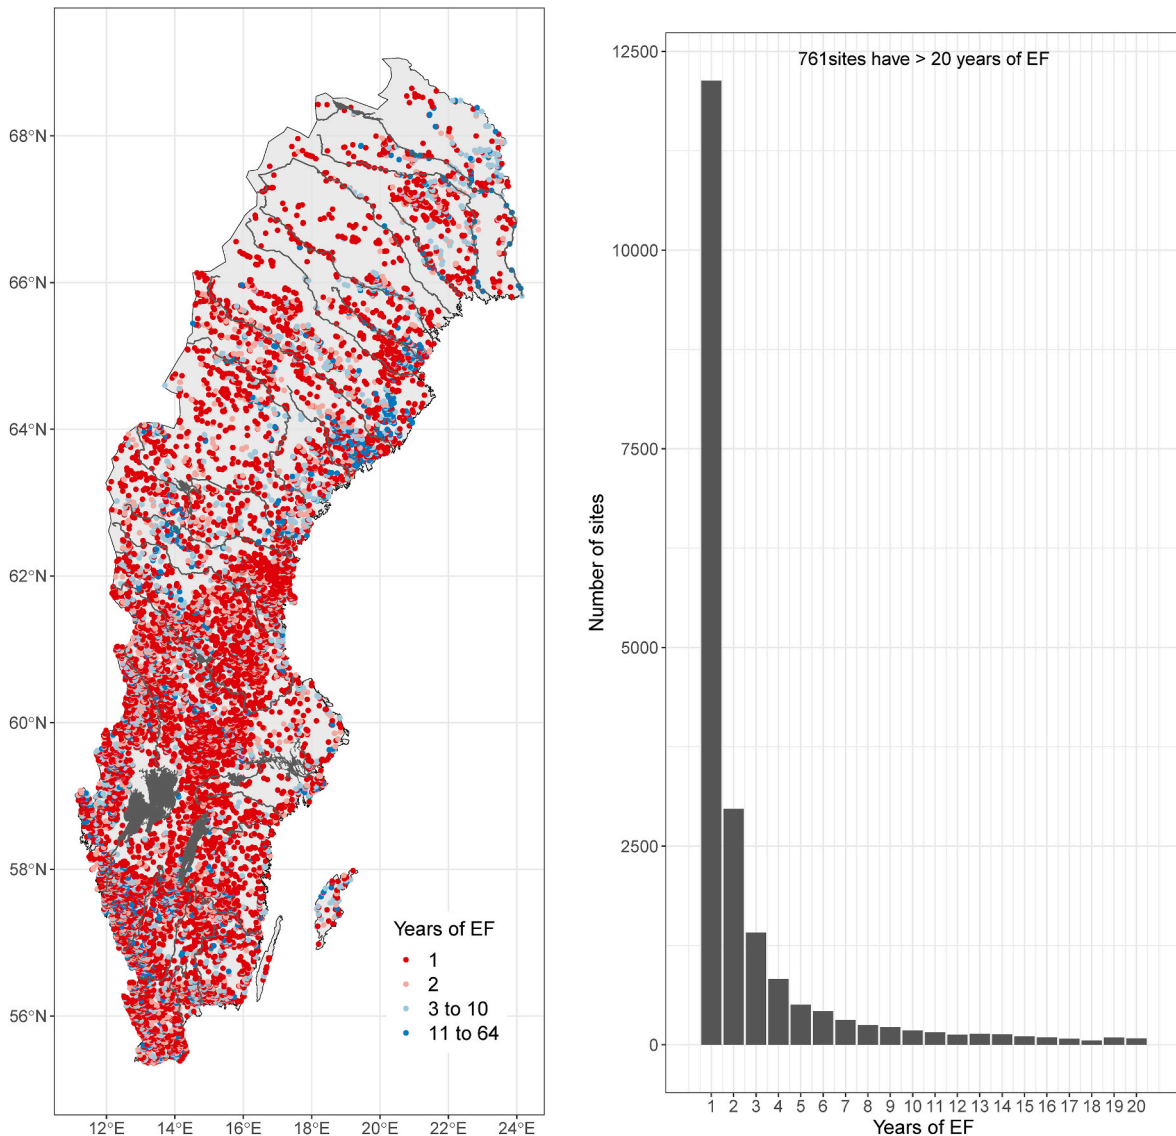 68°N
66°N
64°N
62°N
60°N
58°N
56°N
12°E 14°E 16°E 18°E 20°E 22°E 24°E
Years of EF
1
2
3 to 10
11 to 64
761sites have > 20 years of EF
12500
10000
7500
5000
2500
0
Number of sites
1 2 3 4 5 6 7 8 9 10 11 12 13 14 15 16 17 18 19 20
Years of EF